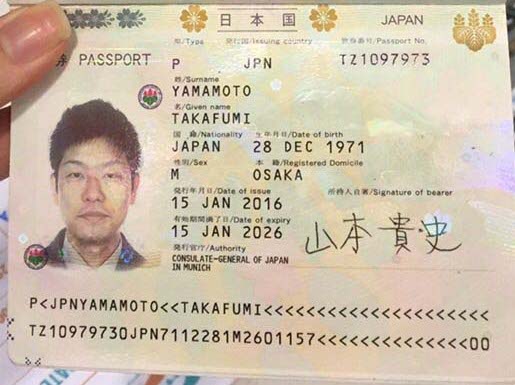 日本国 JAPAN
型/Type 発行国/Issuing country 旅券番号/Passport No.
旅券 PASSPORT P JPN TZ1097973
姓/Surname
YAMAMOTO
名/Given name
TAKAFUMI
国籍/Nationality 生年月日/Date of birth
JAPAN 28 DEC 1971
性別/Sex 本籍/Registered Domicile
M OSAKA
発行年月日/Date of issue 所持人自署/Signature of bearer
15 JAN 2016
有効期間満了日/Date of expiry
15 JAN 2026 山本貴史
発行官庁/Authority
CONSULATE-GENERAL OF JAPAN
IN MUNICH
P<JPNYAMAMOTO<<TAKAFUMI<<<<<<<<<<<<<<<<<<<<<
TZ10979730JPN7112281M2601157<<<<<<<<<<<<<<00